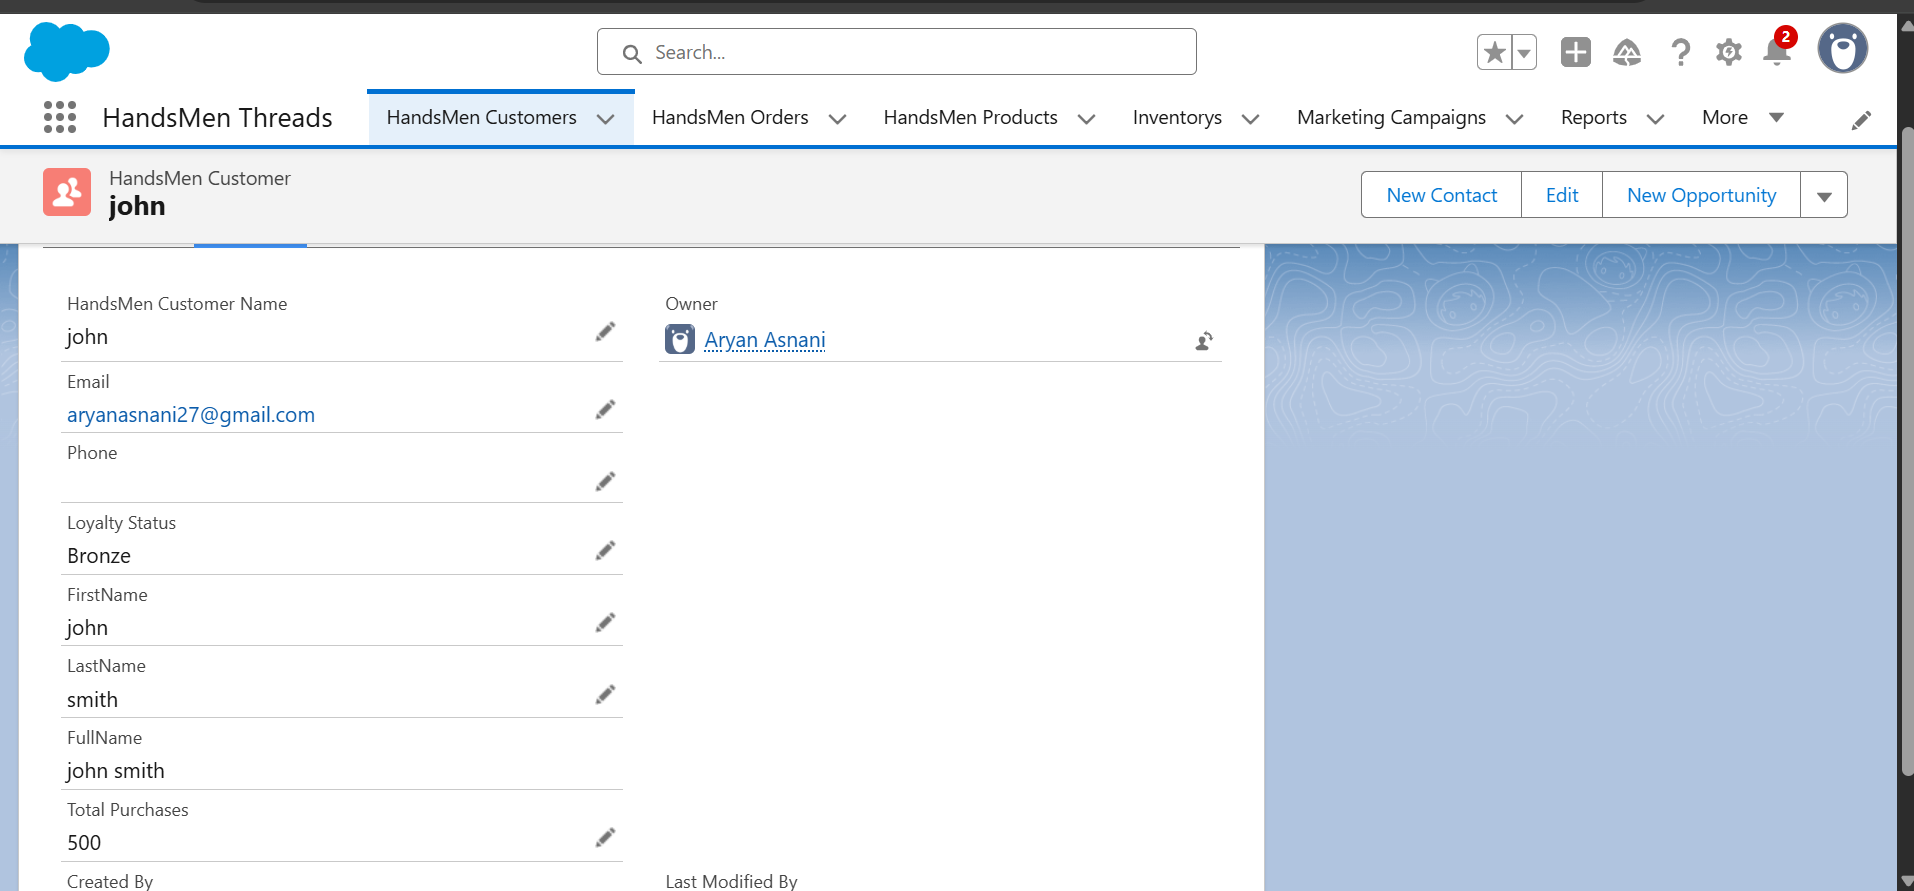 Search...
2
HandsMen Threads
HandsMen Customers
HandsMen Orders
HandsMen Products
Inventorys
Marketing Campaigns
Reports
More
HandsMen Customer
john
New Contact
Edit
New Opportunity
HandsMen Customer Name
john
Owner
Aryan Asnani
Email
aryanasnani27@gmail.com
Phone
Loyalty Status
Bronze
FirstName
john
LastName
smith
FullName
john smith
Total Purchases
500
Created By
Last Modified By